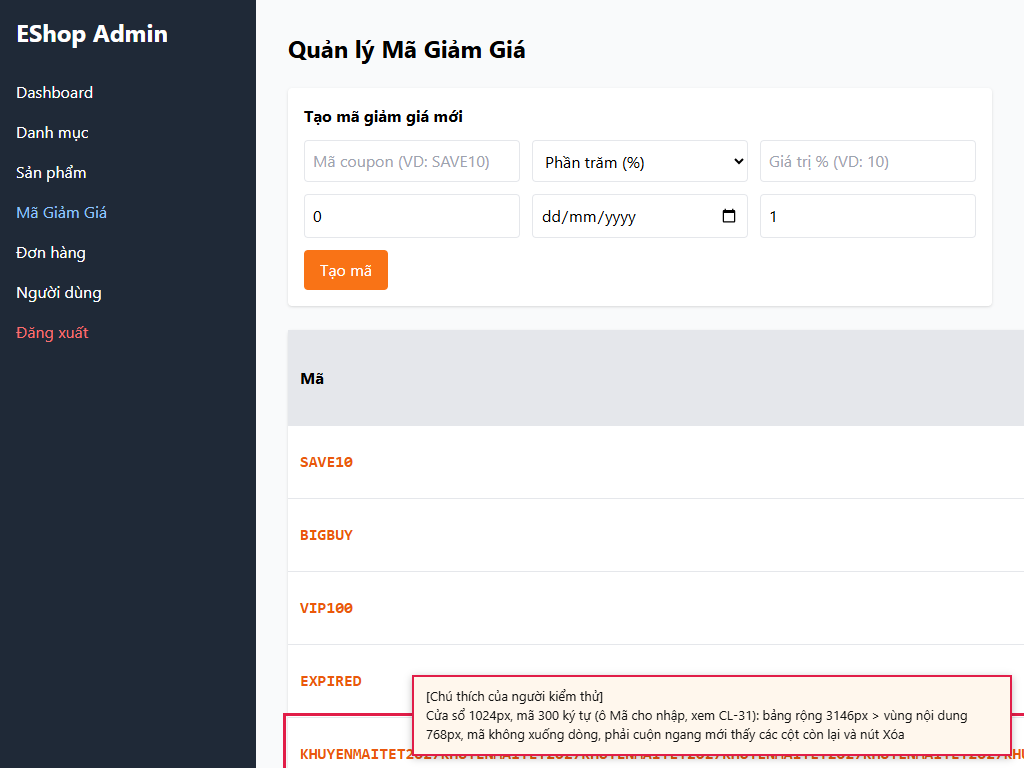 EShop Admin
Dashboard
Danh mục
Sản phẩm
Mã Giảm Giá
Đơn hàng
Người dùng
Đăng xuất
Quản lý Mã Giảm Giá
Tạo mã giảm giá mới
Mã coupon (VD: SAVE10)
Phần trăm (%)
Giá trị % (VD: 10)
0
dd/mm/yyyy
1
Tạo mã
Mã
SAVE10
BIGBUY
VIP100
EXPIRED
[Chú thích của người kiểm thử]
Cửa sổ 1024px, mã 300 ký tự (ô Mã cho nhập, xem CL-31): bảng rộng 3146px > vùng nội dung
768px, mã không xuống dòng, phải cuộn ngang mới thấy các cột còn lại và nút Xóa